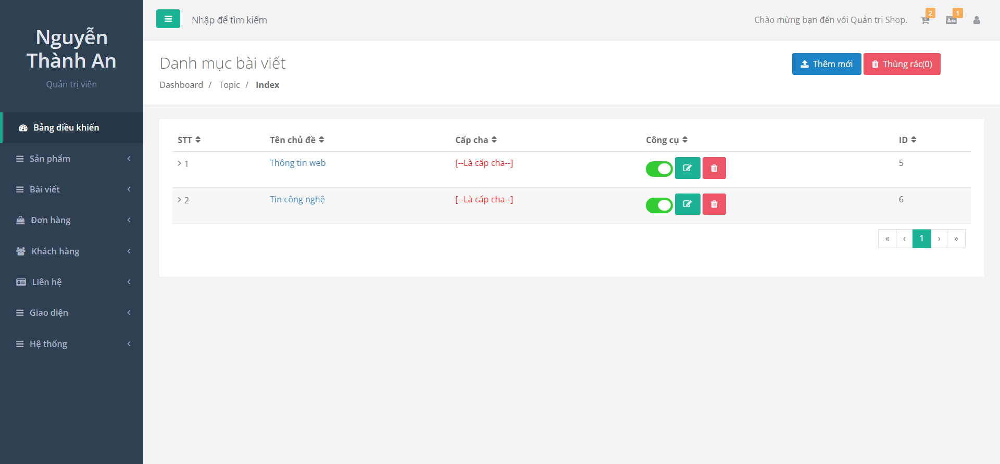 Nguyễn
Thành An
Quản trị viên
Bảng điều khiển
Sản phẩm
Bài viết
Đơn hàng
Khách hàng
Liên hệ
Giao diện
Hệ thống
Nhập để tìm kiếm
Chào mừng bạn đến với Quản trị Shop.
2
1
Danh mục bài viết
Dashboard / Topic / Index
Thêm mới
Thùng rác(0)
STT Tên chủ đề Cấp cha Công cụ ID
1 Thông tin web [--Là cấp cha--] 5
2 Tin công nghệ [--Là cấp cha--] 6
« ‹ 1 › »